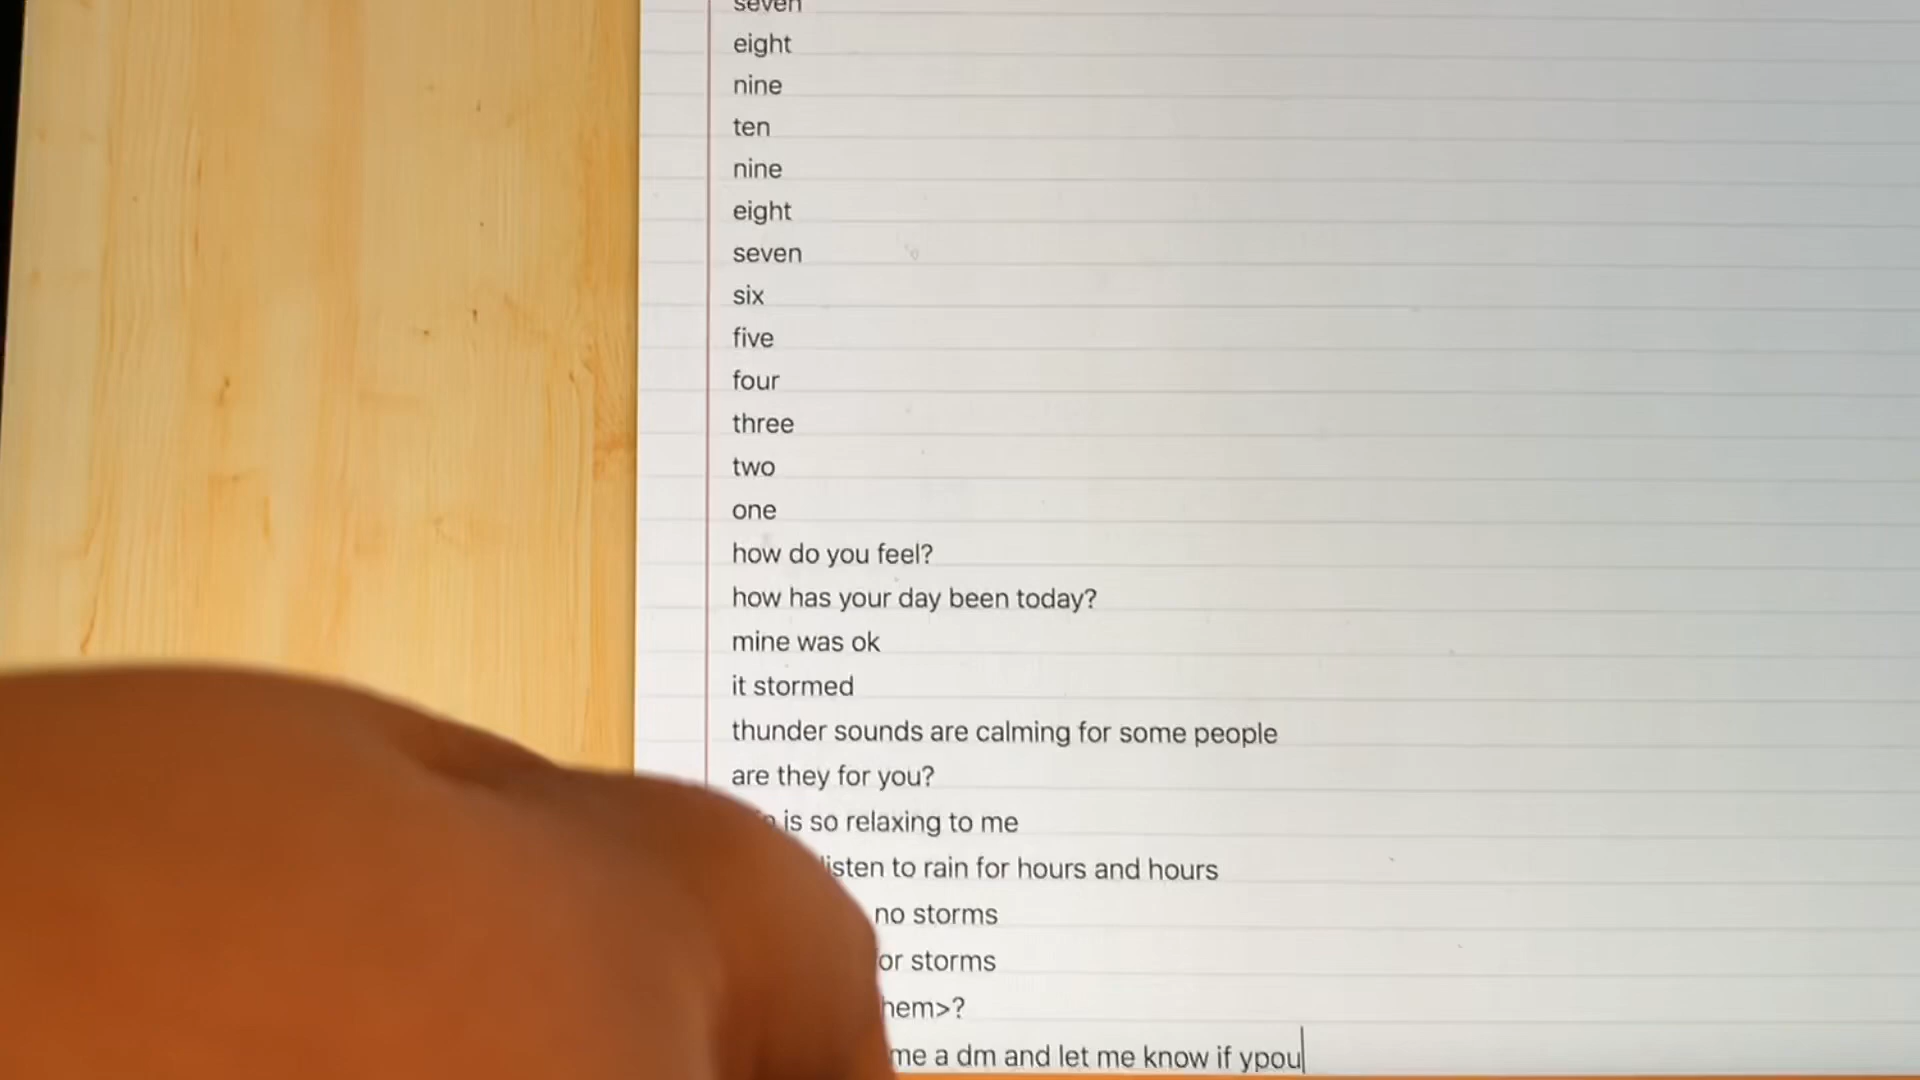 seven
eight
nine
ten
nine
eight
seven
six
five
four
three
two
one
how do you feel?
how has your day been today?
mine was ok
it stormed
thunder sounds are calming for some people
are they for you?
is so relaxing to me
listen to rain for hours and hours
no storms
or storms
hem>?
me a dm and let me know if ypou